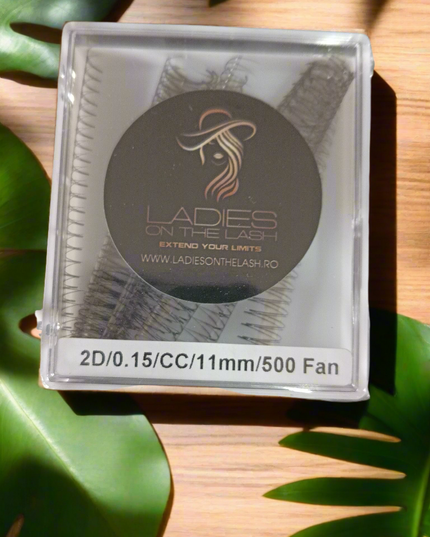 LADIES
ON THE LASH
EXTEND YOUR LIMITS
WWW.LADIESONTHELASH.RO
2D/0.15/CC/11mm/500 Fan